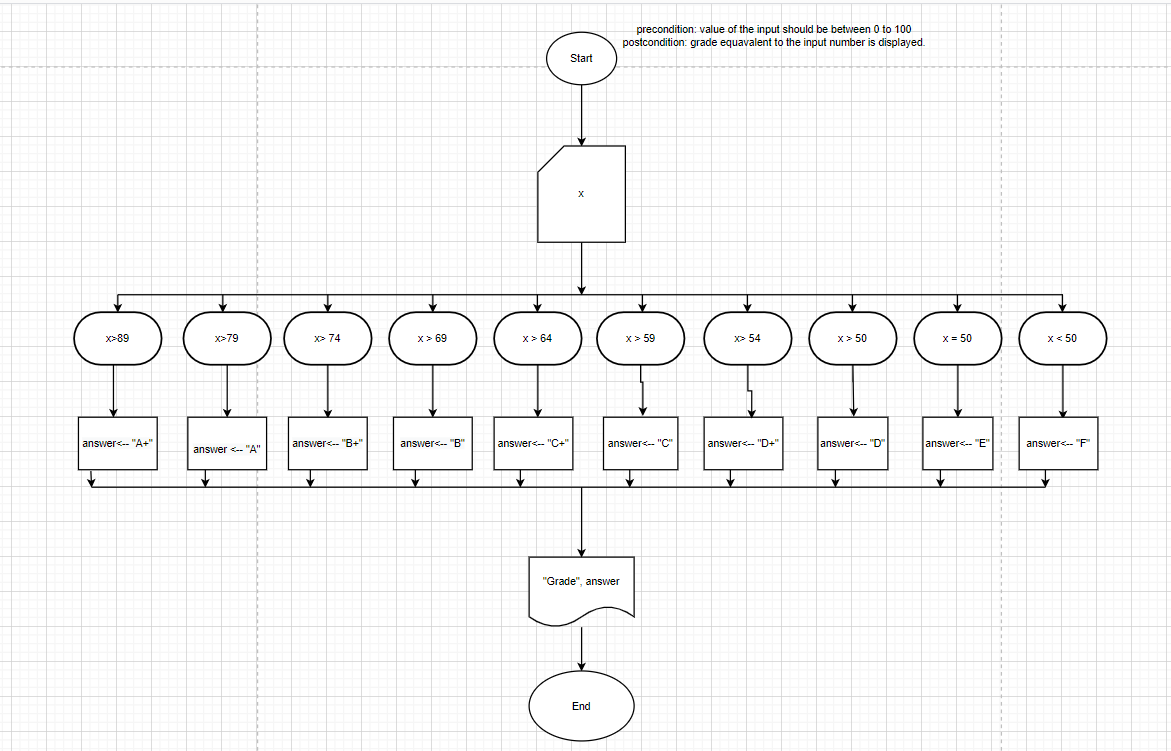 precondition: value of the input should be between 0 to 100
postcondition: grade equavalent to the input number is displayed.
Start
x
x>89
x>79
x> 74
x > 69
x > 64
x > 59
x> 54
x > 50
x = 50
x < 50
answer<-- "A+"
answer <-- "A"
answer<-- "B+"
answer<-- "B"
answer<-- "C+"
answer<-- "C"
answer<-- "D+"
answer<-- "D"
answer<-- "E"
answer<-- "F"
"Grade", answer
End